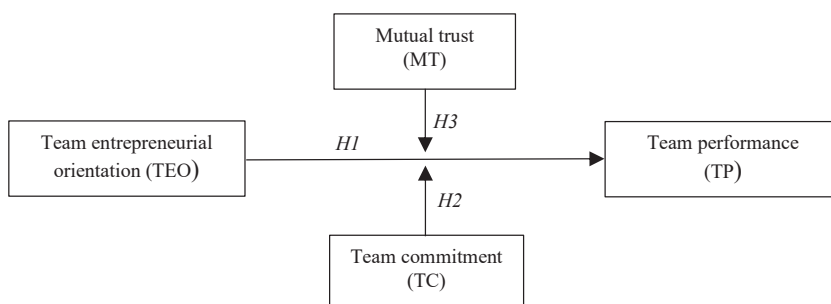 Mutual trust
(MT)
H3
Team entrepreneurial
orientation (TEO)
H1
Team performance
(TP)
H2
Team commitment
(TC)